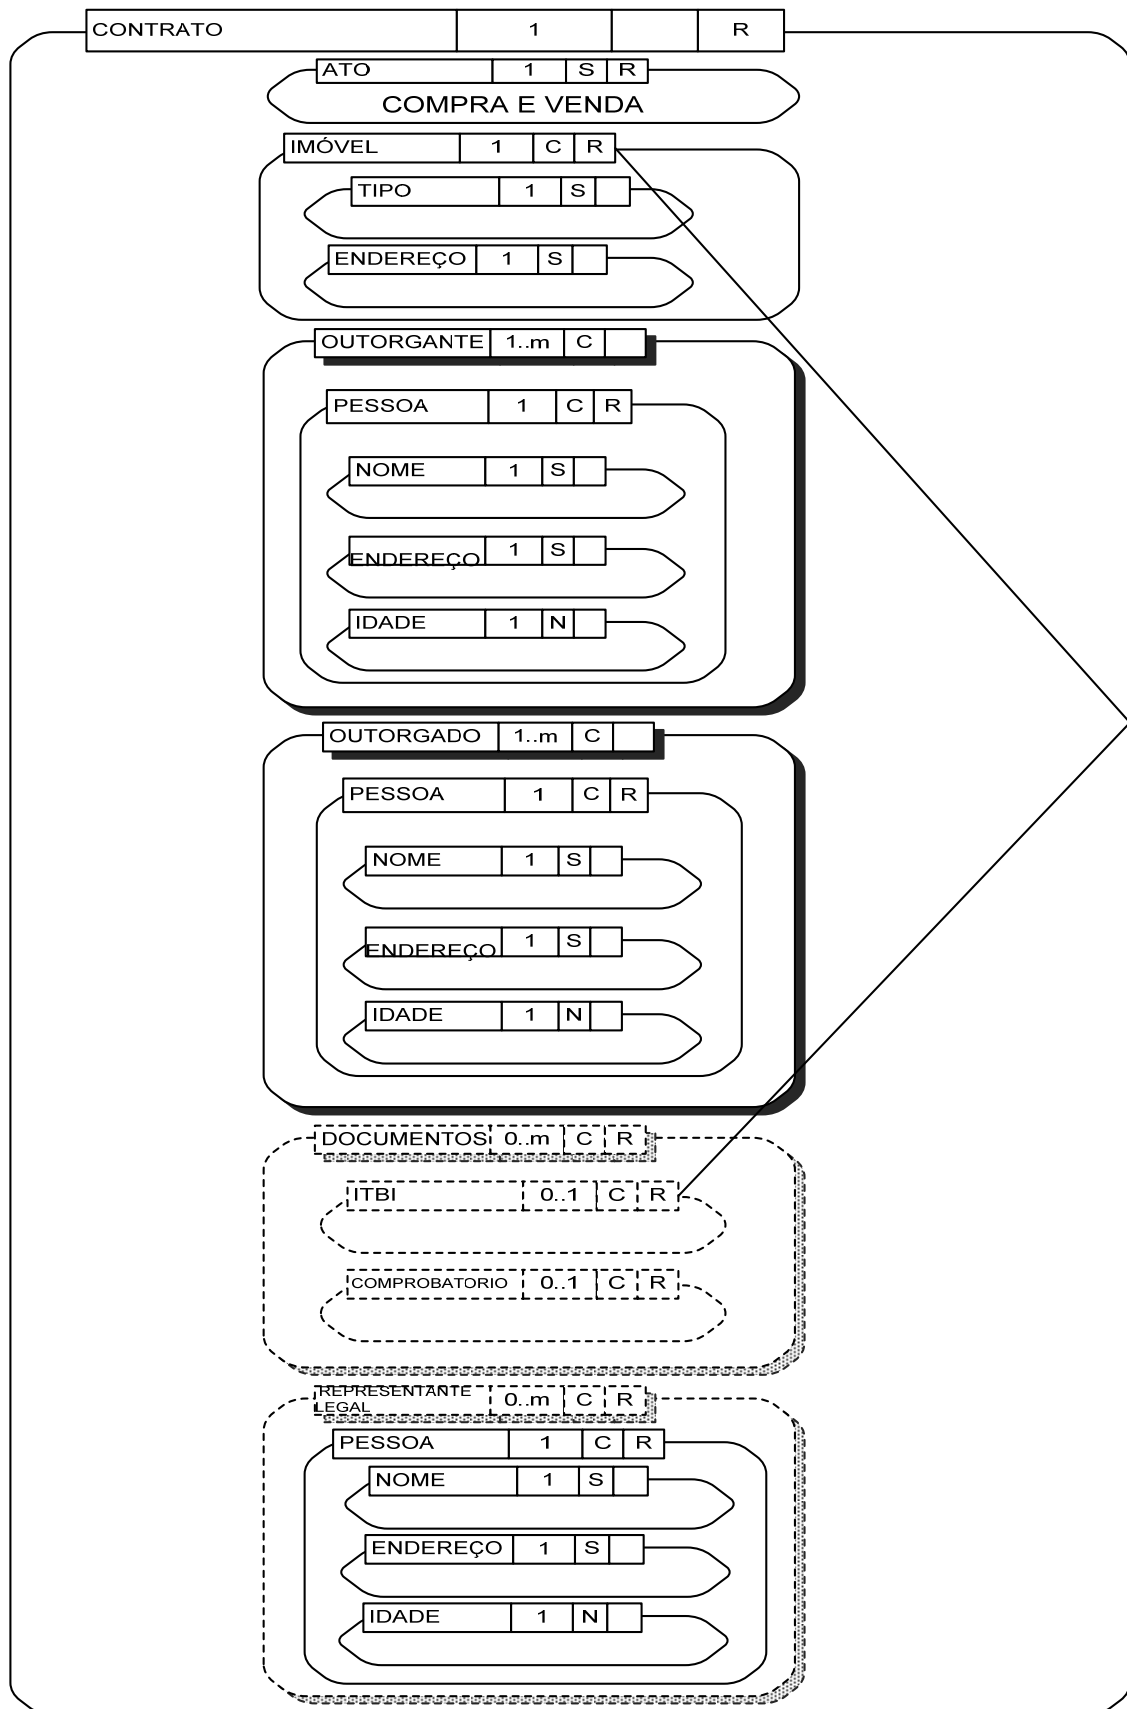 CONTRATO 1 R
ATO 1 S R
COMPRA E VENDA
IMÓVEL 1 C R
TIPO 1 S
ENDEREÇO 1 S
OUTORGANTE 1..m C
PESSOA 1 C R
NOME 1 S
ENDEREÇO 1 S
IDADE 1 N
OUTORGADO 1..m C
PESSOA 1 C R
NOME 1 S
ENDEREÇO 1 S
IDADE 1 N
DOCUMENTOS 0..m C R
ITBI 0..1 C R
COMPROBATORIO 0..1 C R
REPRESENTANTE
LEGAL 0..m C R
PESSOA 1 C R
NOME 1 S
ENDEREÇO 1 S
IDADE 1 N